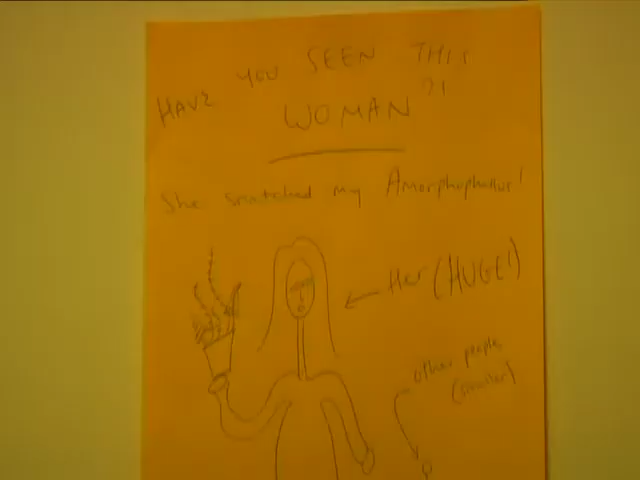 HAVE YOU SEEN THIS
WOMAN?!
She snatched my Amorphophallus!
Her (HUGE!)
other people
(smaller)